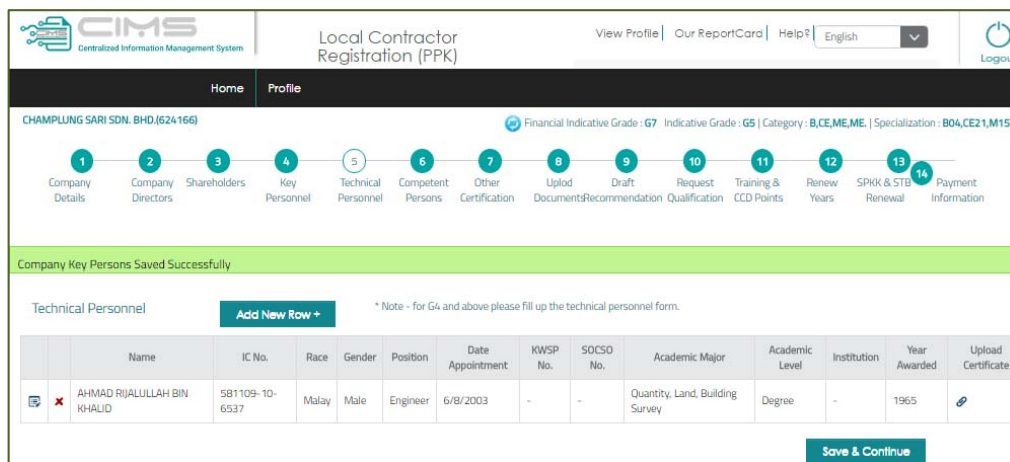 CIMS
CIMS
Centralized Information Management System
Local Contractor
Registration (PPK)
View Profile | Our ReportCard | Help? | English
Logou
Home Profile
CHAMPLUNG SARI SDN. BHD.(624166)
Financial Indicative Grade : G7 Indicative Grade : G5 | Category : B,CE,ME,ME. | Specialization : B04,CE21,M15
1 2 3 4 5 6 7 8 9 10 11 12 13 14
Company Details
Company Directors
Shareholders
Key Personnel
Technical Personnel
Competent Persons
Other Certification
Uplod Documents
Draft Recommendation
Request Qualification
Training & CCD Points
Renew Years
SPKK & STB Renewal
Payment Information
Company Key Persons Saved Successfully
Technical Personnel
Add New Row +
* Note - for G4 and above please fill up the technical personnel form.
Name IC No. Race Gender Position Date Appointment KWSP No. SOCSO No. Academic Major Academic Level Institution Year Awarded Upload Certificate
AHMAD RIJALULLAH BIN KHALID 581109-10-6537 Malay Male Engineer 6/8/2003 - - Quantity, Land, Building Survey Degree - 1965
Save & Continue